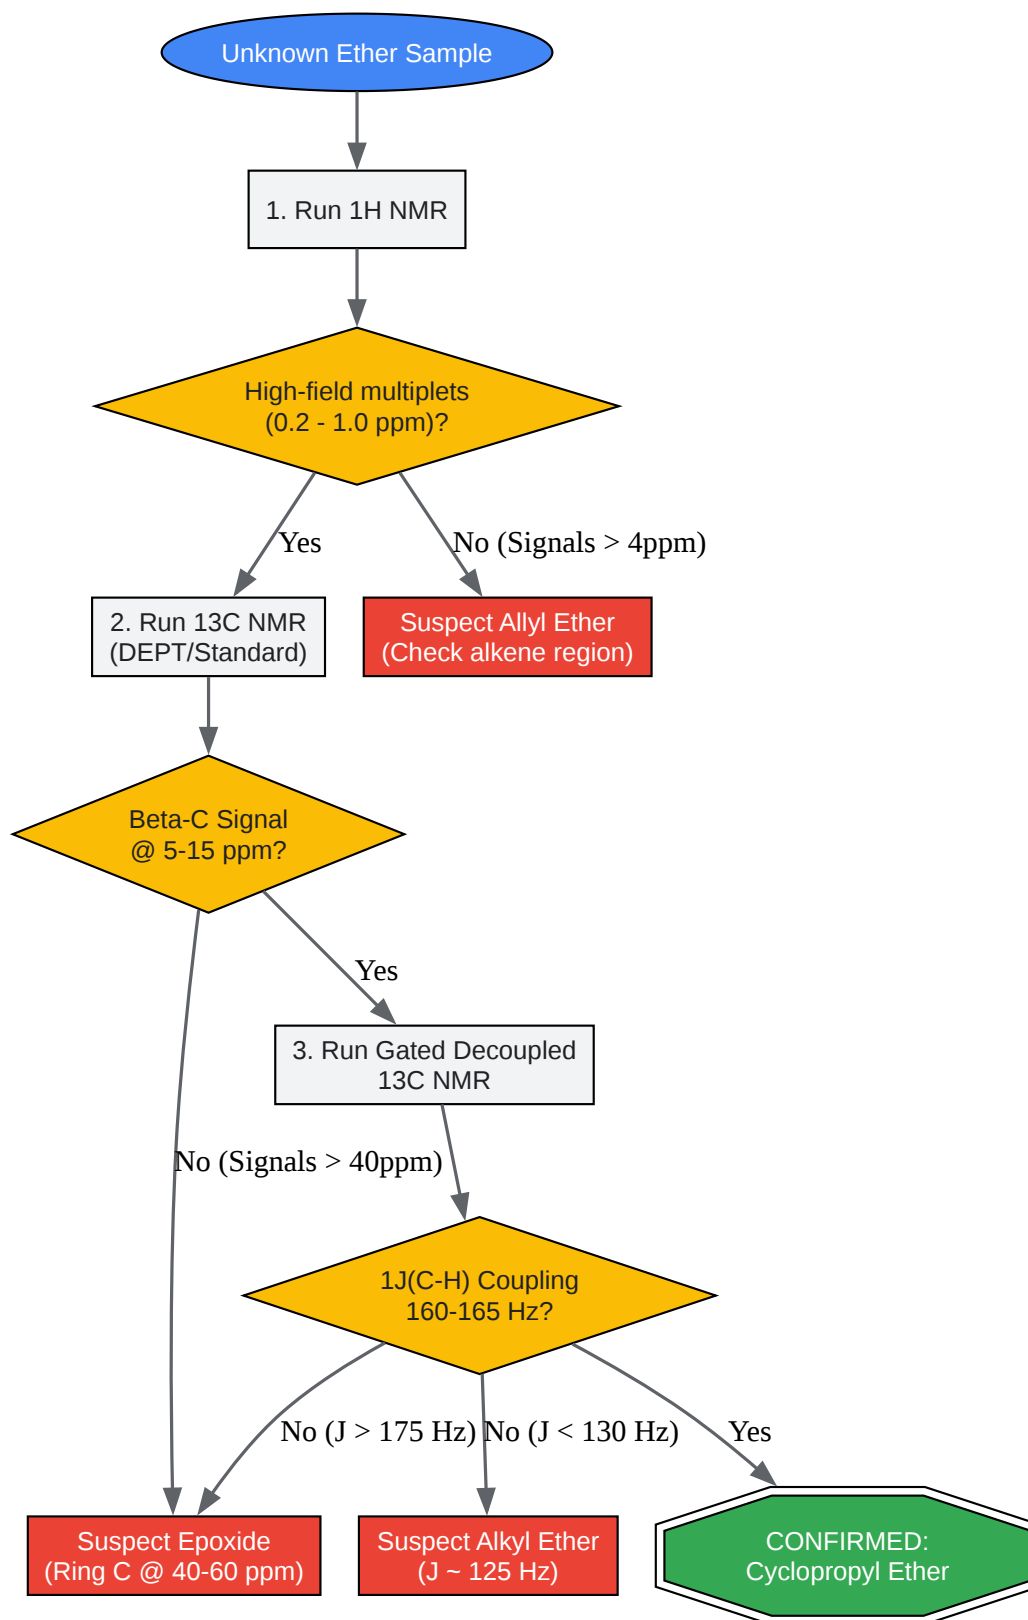 Unknown Ether Sample
1. Run 1H NMR
High-field multiplets
(0.2 - 1.0 ppm)?
Yes
No (Signals > 4ppm)
2. Run 13C NMR
(DEPT/Standard)
Suspect Allyl Ether
(Check alkene region)
Beta-C Signal
@ 5-15 ppm?
Yes
3. Run Gated Decoupled
13C NMR
No (Signals > 40ppm)
1J(C-H) Coupling
160-165 Hz?
No (J > 175 Hz)
No (J < 130 Hz)
Yes
Suspect Epoxide
(Ring C @ 40-60 ppm)
Suspect Alkyl Ether
(J ~ 125 Hz)
CONFIRMED:
Cyclopropyl Ether